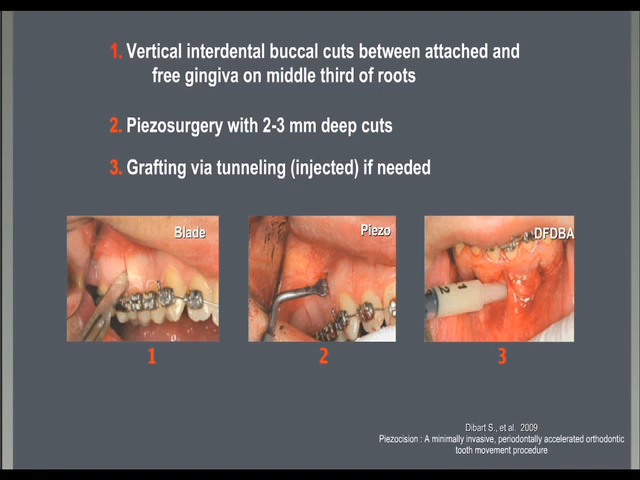 1. Vertical interdental buccal cuts between attached and
free gingiva on middle third of roots
2. Piezosurgery with 2-3 mm deep cuts
3. Grafting via tunneling (injected) if needed
Blade
Piezo
DFDBA
1
2
3
Dibart S., et al. 2009
Piezocision : A minimally invasive, periodontally accelerated orthodontic
tooth movement procedure